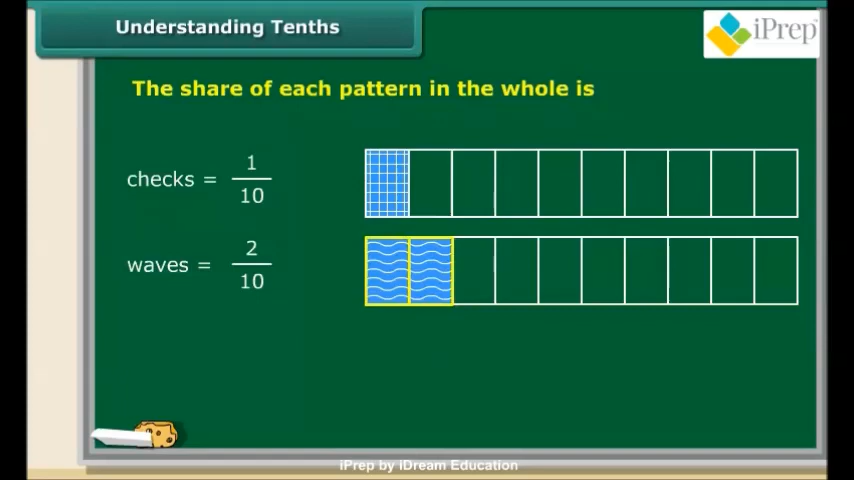 Understanding Tenths
iPrep
The share of each pattern in the whole is
checks = 1/10
waves = 2/10
iPrep by iDream Education